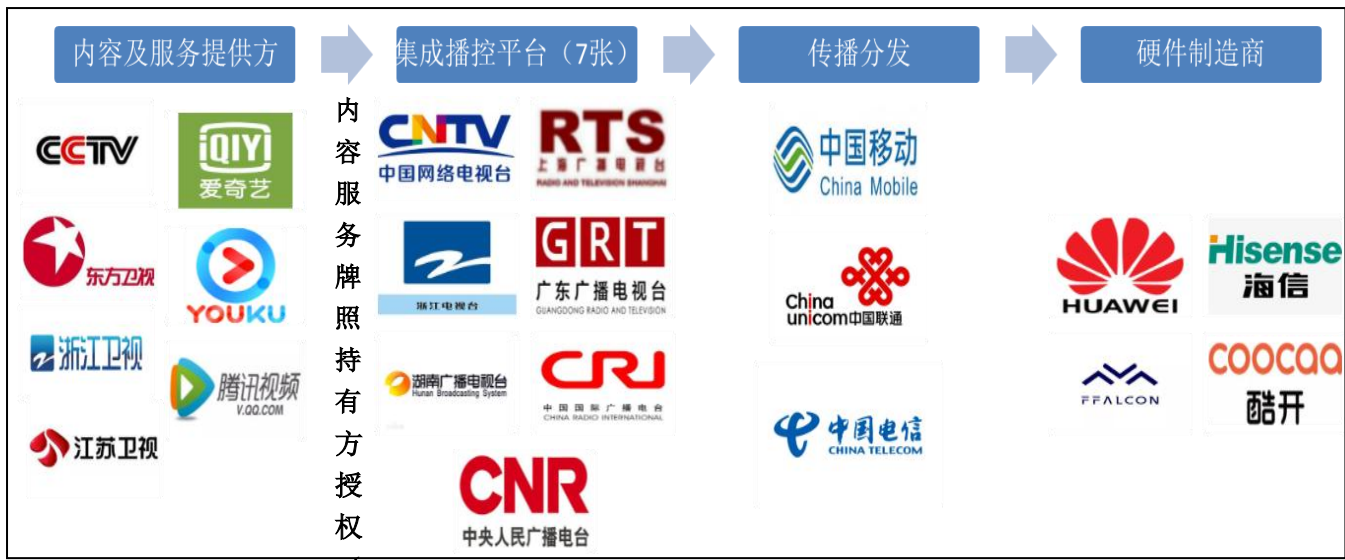 内容及服务提供方
集成播控平台（7张）
传播分发
硬件制造商
CCTV
iQIYI
爱奇艺
东方卫视
YOUKU
浙江卫视
腾讯视频
V.QQ.COM
江苏卫视
内
容
服
务
牌
照
持
有
方
授
权
CNTV
中国网络电视台
RTS
上海广播电视台
RADIO AND TELEVISION SHANGHAI
浙江电视台
GRT
广东广播电视台
GUANGDONG RADIO AND TELEVISION
湖南广播电视台
Hunan Broadcasting System
CRI
中国国际广播电台
CHINA RADIO INTERNATIONAL
CNR
中央人民广播电台
中国移动
China Mobile
China
unicom中国联通
中国电信
CHINA TELECOM
HUAWEI
Hisense
海信
FFALCON
coocaa
酷开